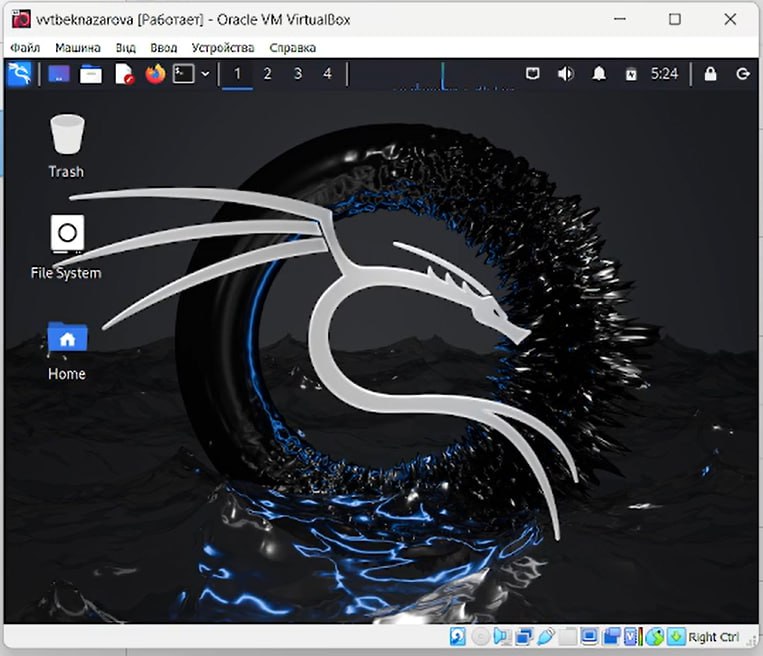 vvtbeknazarova [Работает] - Oracle VM VirtualBox
Файл Машина Вид Ввод Устройства Справка
1 2 3 4 5:24
Trash
File System
Home
Right Ctrl